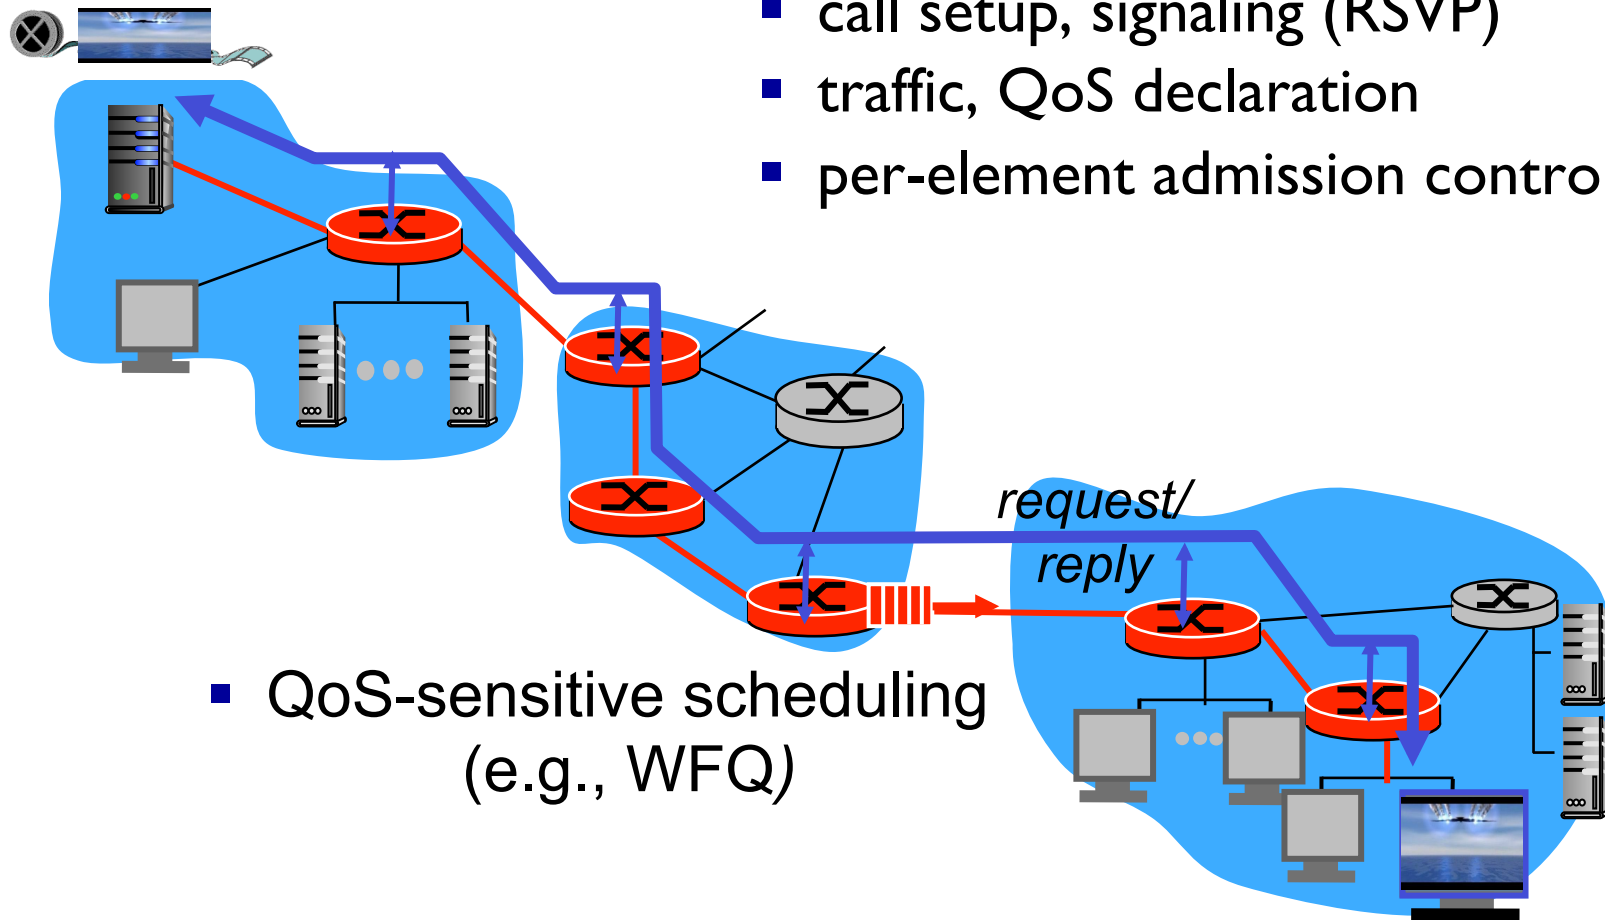 call setup, signaling (RSVP)
traffic, QoS declaration
per-element admission contro
request/
reply
QoS-sensitive scheduling
(e.g., WFQ)